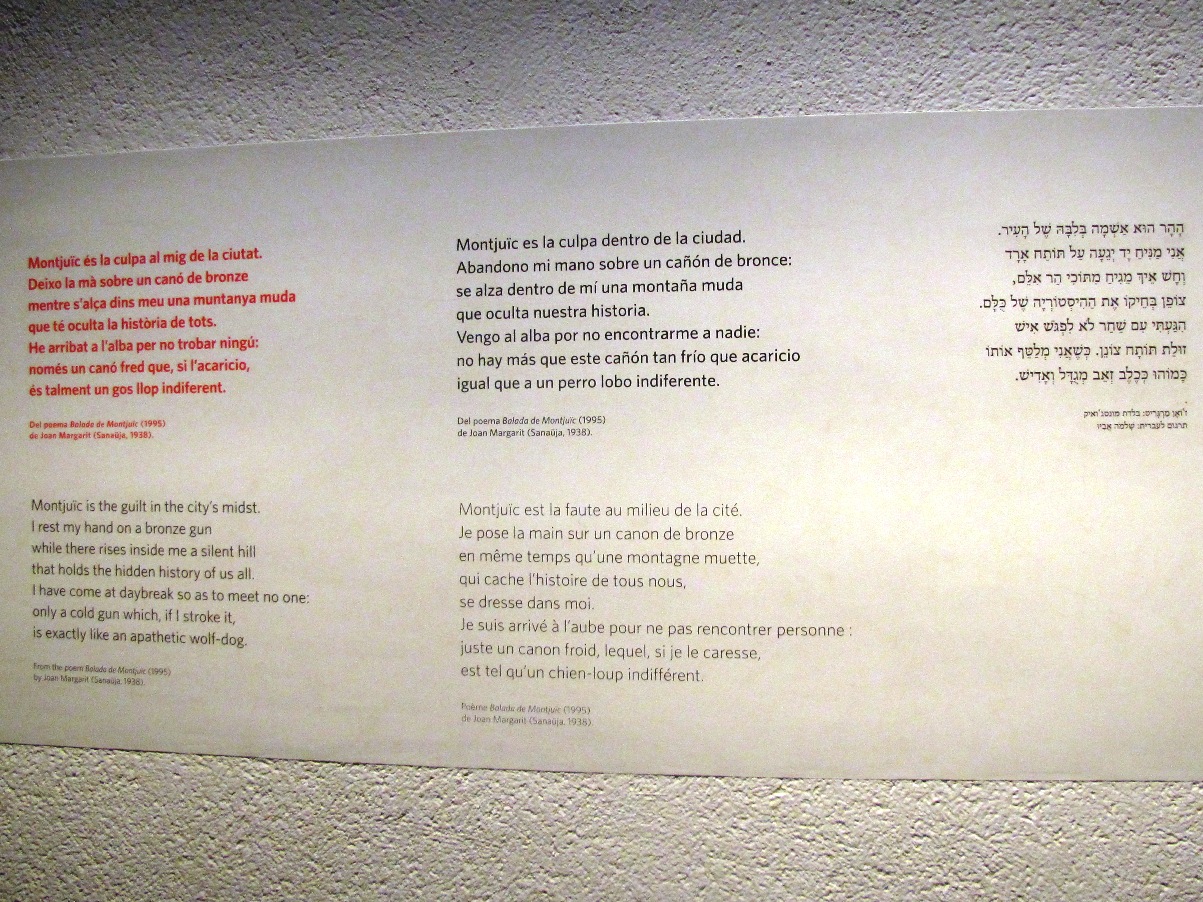 Montjuïc és la culpa al mig de la ciutat.
Deixo la mà sobre un canó de bronze
mentre s'alça dins meu una muntanya muda
que té oculta la història de tots.
He arribat a l'alba per no trobar ningú:
només un canó fred que, si l'acaricio,
és talment un gos llop indiferent.
Del poema Balada de Montjuïc (1995)
de Joan Margarit (Sanaüja, 1938).
Montjuïc es la culpa dentro de la ciudad.
Abandono mi mano sobre un cañón de bronce:
se alza dentro de mí una montaña muda
que oculta nuestra historia.
Vengo al alba por no encontrarme a nadie:
no hay más que este cañón tan frío que acaricio
igual que a un perro lobo indiferente.
Del poema Balada de Montjuïc (1995)
de Joan Margarit (Sanaüja, 1938).
הָהָר הוּא אַשְׁמָה בְּלִבָּהּ שֶׁל הָעִיר.
אֲנִי מַנִּיחַ יָד יְגֵעָה עַל תּוֹתַח אָרָד
וְחָשׁ אֵיךְ מֵגִיחַ מִתּוֹכִי הַר אִלֵּם,
צוֹפֵן בְּחֵיקוֹ אֶת הַהִיסְטוֹרְיָה שֶׁל כֻּלָּם.
הִגַּעְתִּי עִם שַׁחַר לֹא לִפְגֹּשׁ אִישׁ
זוּלַת תּוֹתָח צוֹנֵן. כְּשֶׁאֲנִי מְלַטֵּף אוֹתוֹ
כָּמוֹהוּ כְּכֶלֶב זְאֵב מְגֻדָּל וְאָדִישׁ.
ז'ואן מרגריט: בלדת מונטג'ואיק
תרגום לעברית: שלמה אביו
Montjuïc is the guilt in the city's midst.
I rest my hand on a bronze gun
while there rises inside me a silent hill
that holds the hidden history of us all.
I have come at daybreak so as to meet no one:
only a cold gun which, if I stroke it,
is exactly like an apathetic wolf-dog.
From the poem Balada de Montjuïc (1995)
by Joan Margarit (Sanaüja, 1938).
Montjuïc est la faute au milieu de la cité.
Je pose la main sur un canon de bronze
en même temps qu'une montagne muette,
qui cache l'histoire de tous nous,
se dresse dans moi.
Je suis arrivé à l'aube pour ne pas rencontrer personne :
juste un canon froid, lequel, si je le caresse,
est tel qu'un chien-loup indifférent.
Poème Balada de Montjuïc (1995)
de Joan Margarit (Sanaüja, 1938).